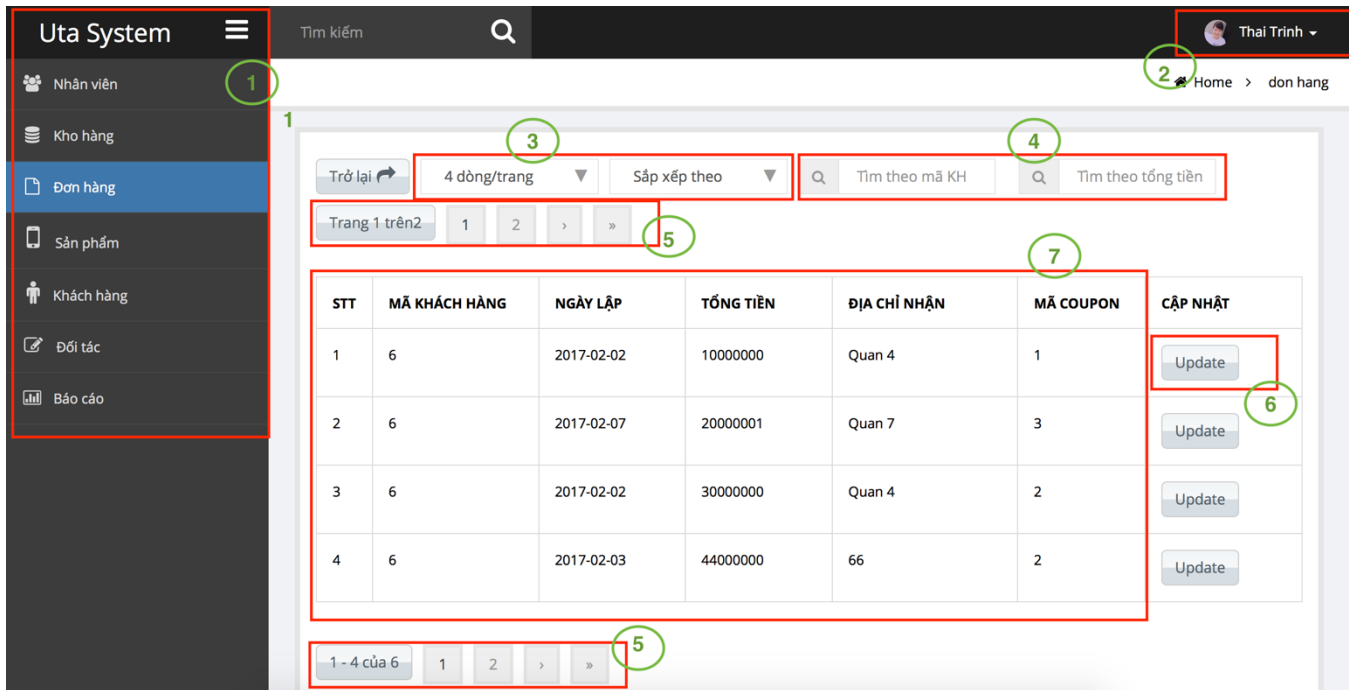 Uta System
Tìm kiếm
Thai Trinh
Nhân viên
1
2
Home > don hang
Kho hàng
1
3
4
Đơn hàng
Trở lại
4 dòng/trang
Sắp xếp theo
Tìm theo mã KH
Tìm theo tổng tiền
Trang 1 trên2 1 2 › »
5
Sản phẩm
7
Khách hàng
STT MÃ KHÁCH HÀNG NGÀY LẬP TỔNG TIỀN ĐỊA CHỈ NHẬN MÃ COUPON CẬP NHẬT
Đối tác
1 6 2017-02-02 10000000 Quan 4 1 Update
Báo cáo
6
2 6 2017-02-07 20000001 Quan 7 3 Update
3 6 2017-02-02 30000000 Quan 4 2 Update
4 6 2017-02-03 44000000 66 2 Update
5
1 - 4 của 6 1 2 › »